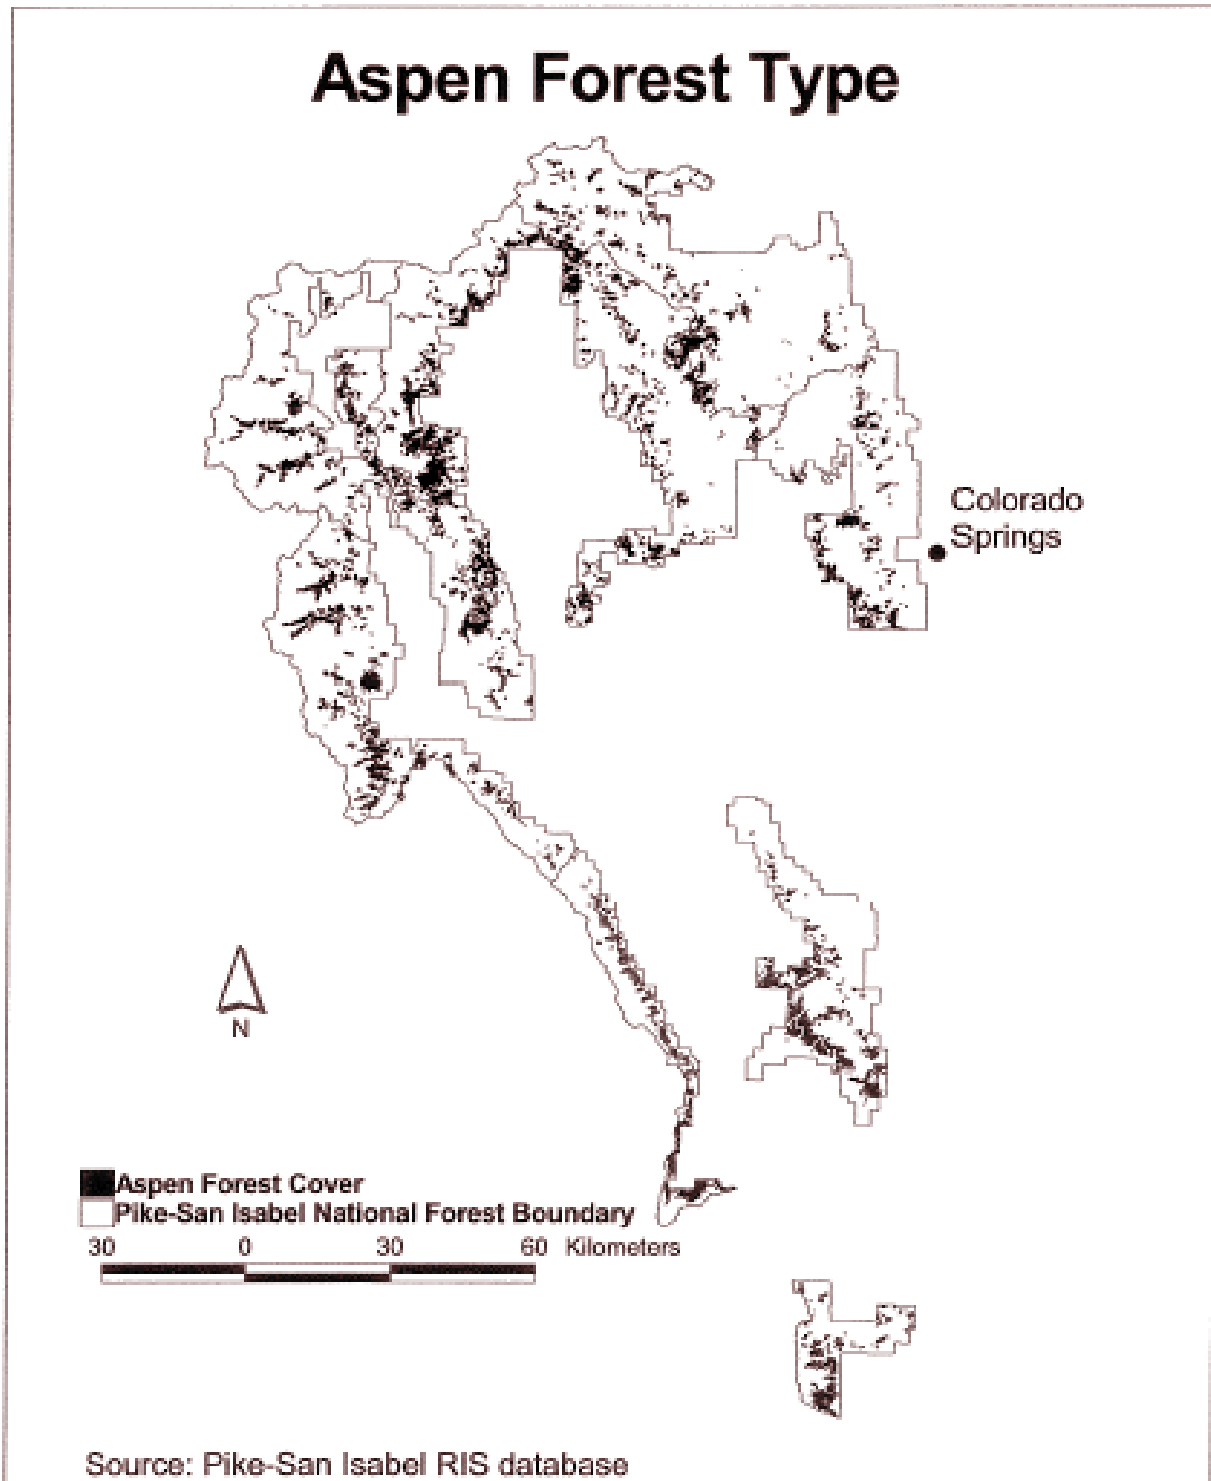 Aspen Forest Type
Colorado
Springs
N
Aspen Forest Cover
Pike-San Isabel National Forest Boundary
30 0 30 60 Kilometers
Source: Pike-San Isabel RIS database